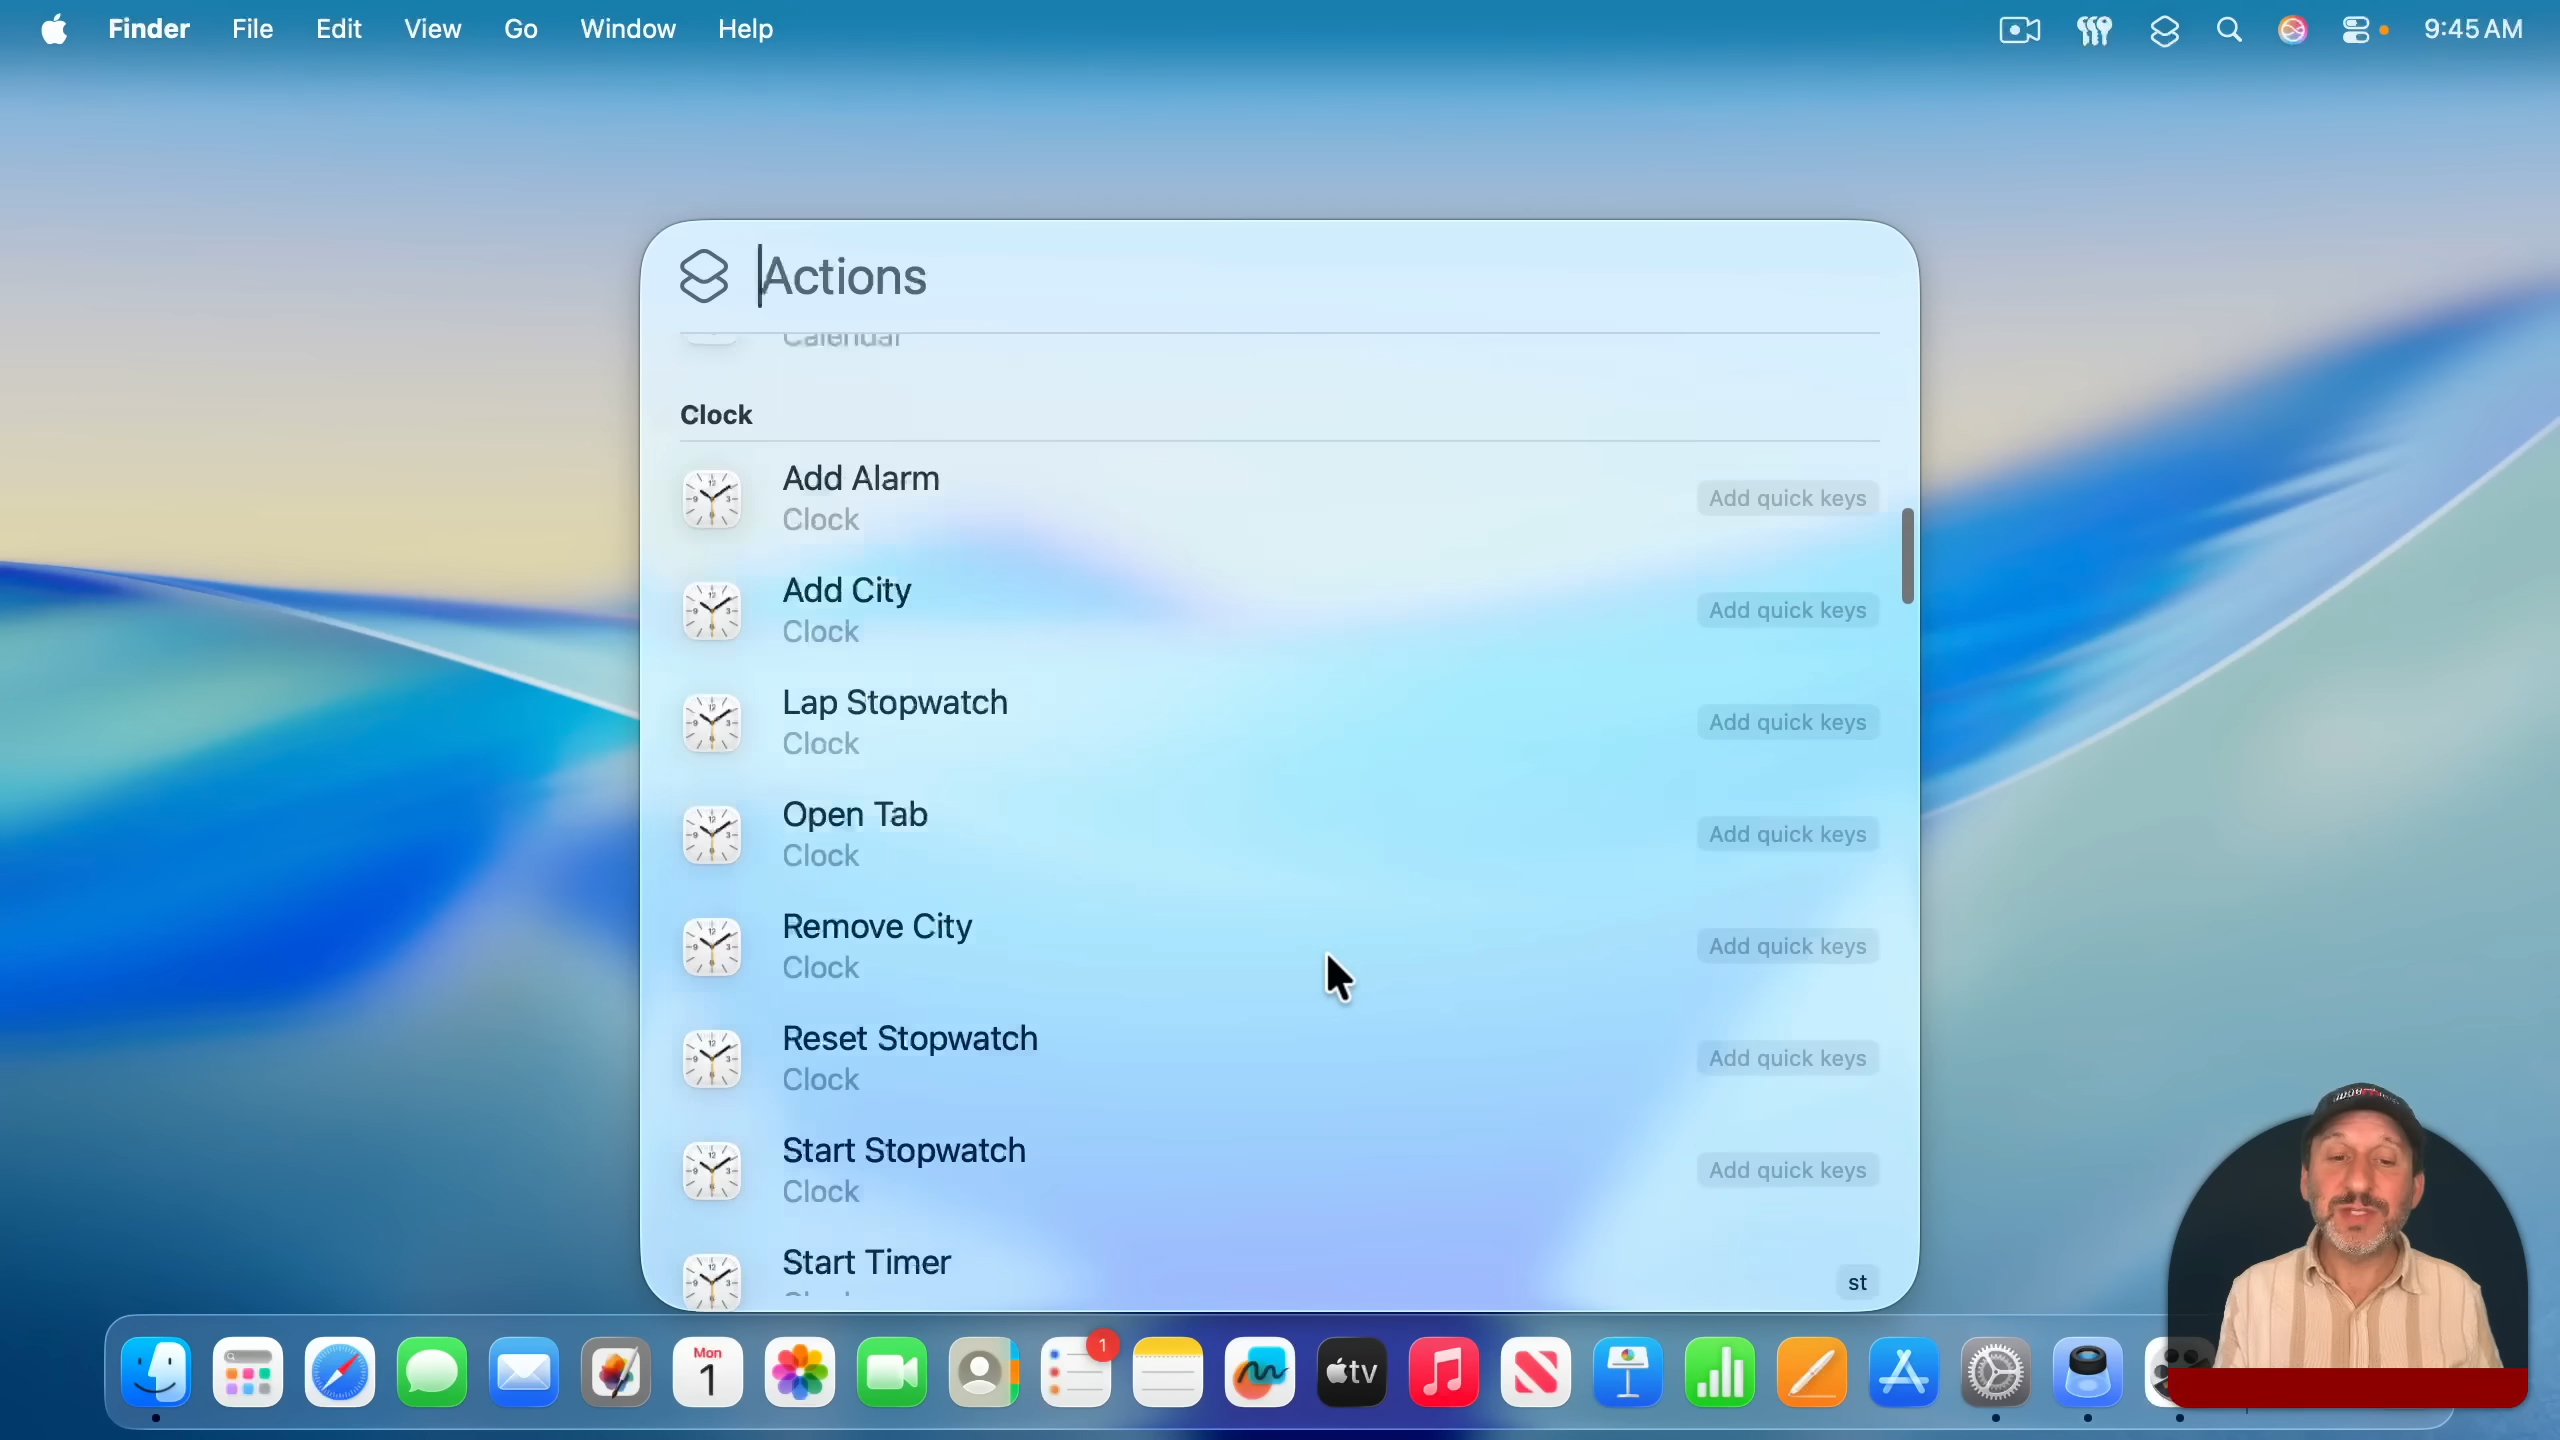 Finder File Edit View Go Window Help 9:45 AM
Actions
Calendar
Clock
Add Alarm
Clock
Add quick keys
Add City
Clock
Add quick keys
Lap Stopwatch
Clock
Add quick keys
Open Tab
Clock
Add quick keys
Remove City
Clock
Add quick keys
Reset Stopwatch
Clock
Add quick keys
Start Stopwatch
Clock
Add quick keys
Start Timer
st
Mon
1
1
tv